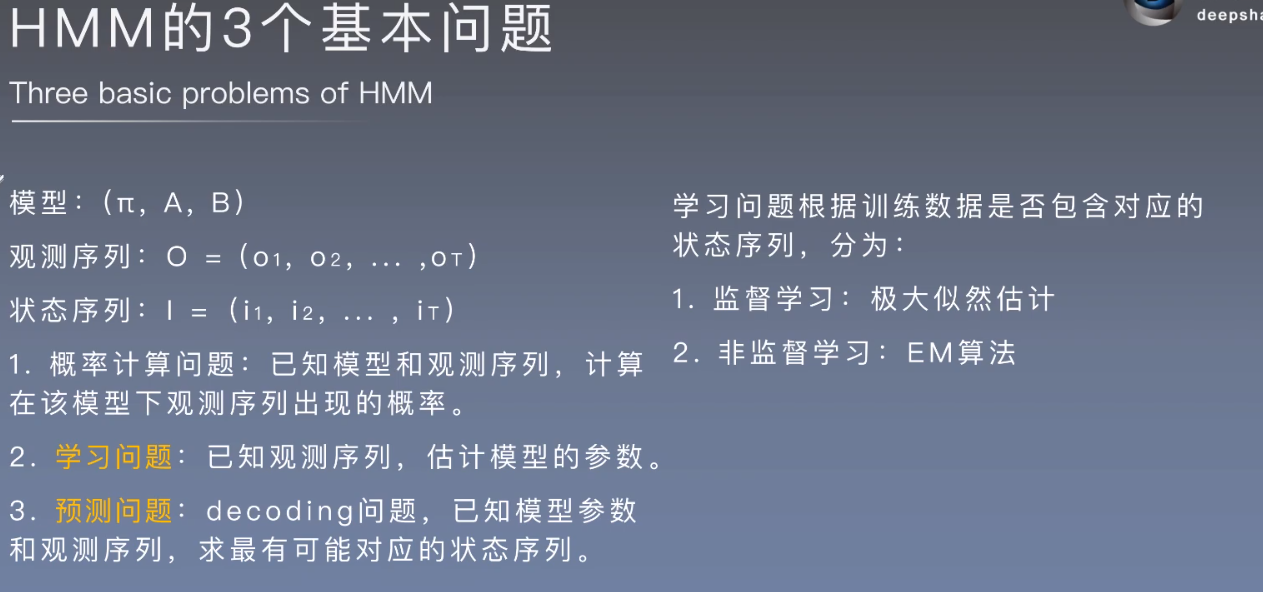 HMM的3个基本问题
deepsha
Three basic problems of HMM
模型：(π, A, B)
观测序列：O = (o1, o2, ... ,oT)
状态序列：I = (i1, i2, ... , iT)
1. 概率计算问题：已知模型和观测序列，计算
在该模型下观测序列出现的概率。
2. 学习问题：已知观测序列，估计模型的参数。
3. 预测问题：decoding问题，已知模型参数
和观测序列，求最有可能对应的状态序列。
学习问题根据训练数据是否包含对应的
状态序列，分为：
1. 监督学习：极大似然估计
2. 非监督学习：EM算法